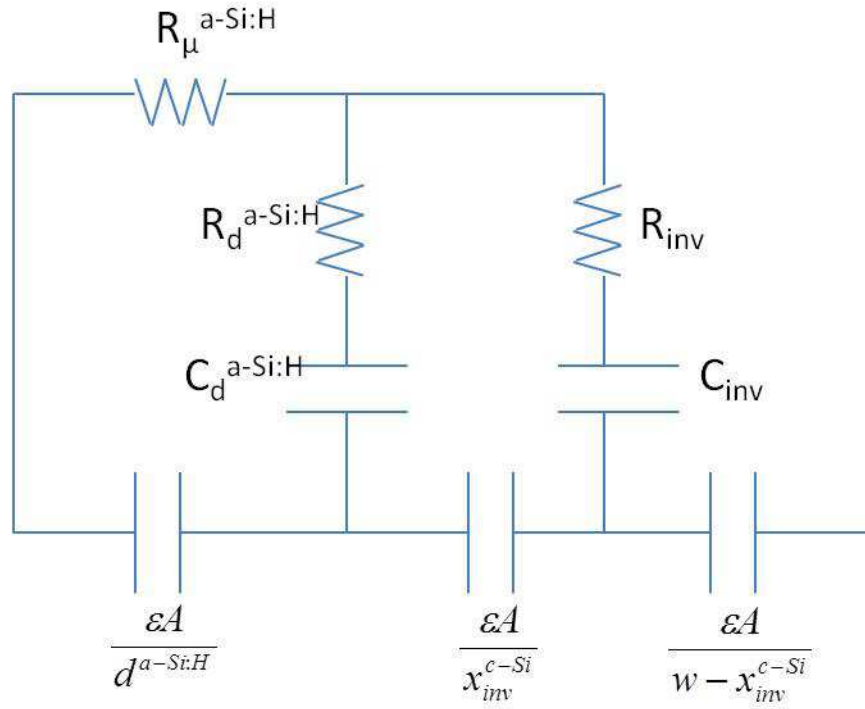 R_μ^a-Si:H
R_d^a-Si:H
R_inv
C_d^a-Si:H
C_inv
εA / d^a-Si:H
εA / x_inv^c-Si
εA / w − x_inv^c-Si